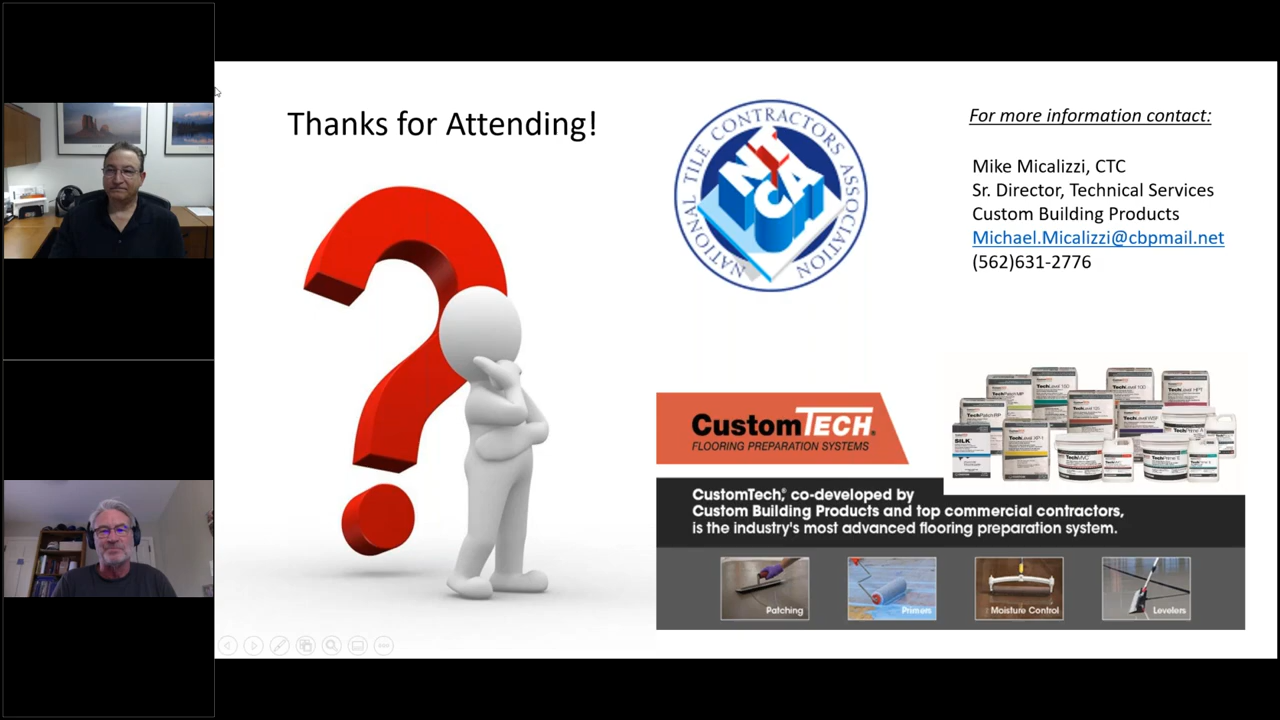 Thanks for Attending!
NATIONAL TILE CONTRACTORS ASSOCIATION
NTCA
For more information contact:
Mike Micalizzi, CTC
Sr. Director, Technical Services
Custom Building Products
Michael.Micalizzi@cbpmail.net
(562)631-2776
CustomTECH®
FLOORING PREPARATION SYSTEMS
SILK
CustomTech,® co-developed by
Custom Building Products and top commercial contractors,
is the industry's most advanced flooring preparation system.
Patching
Primers
Moisture Control
Levelers